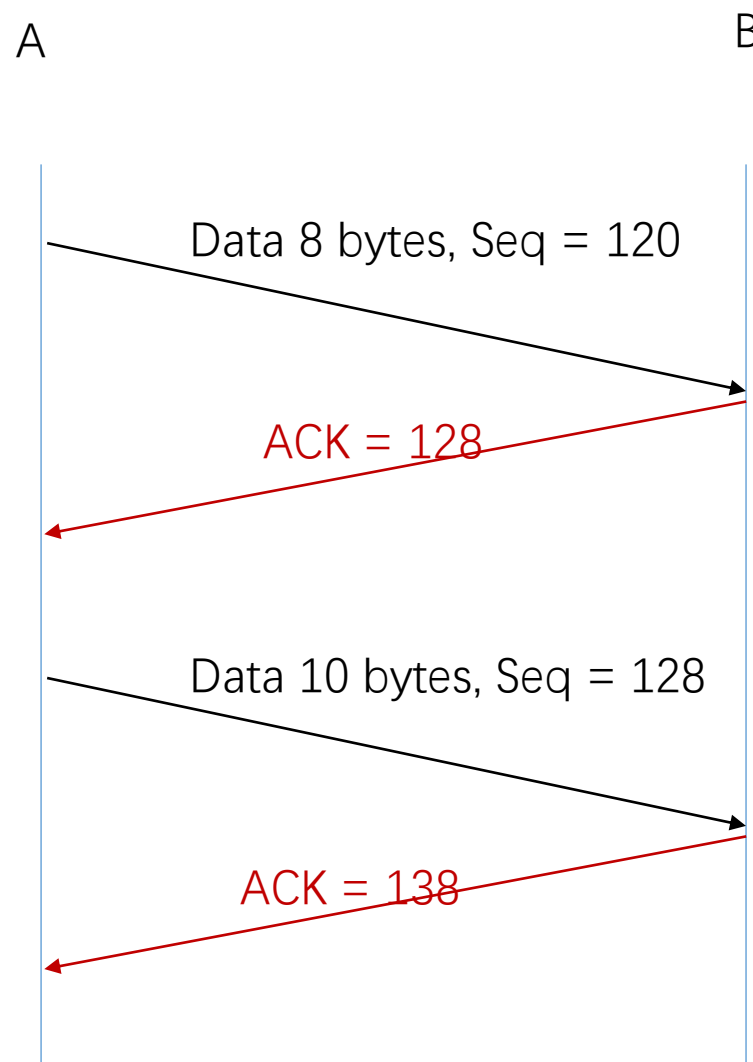 A
B
Data 8 bytes, Seq = 120
ACK = 128
Data 10 bytes, Seq = 128
ACK = 138